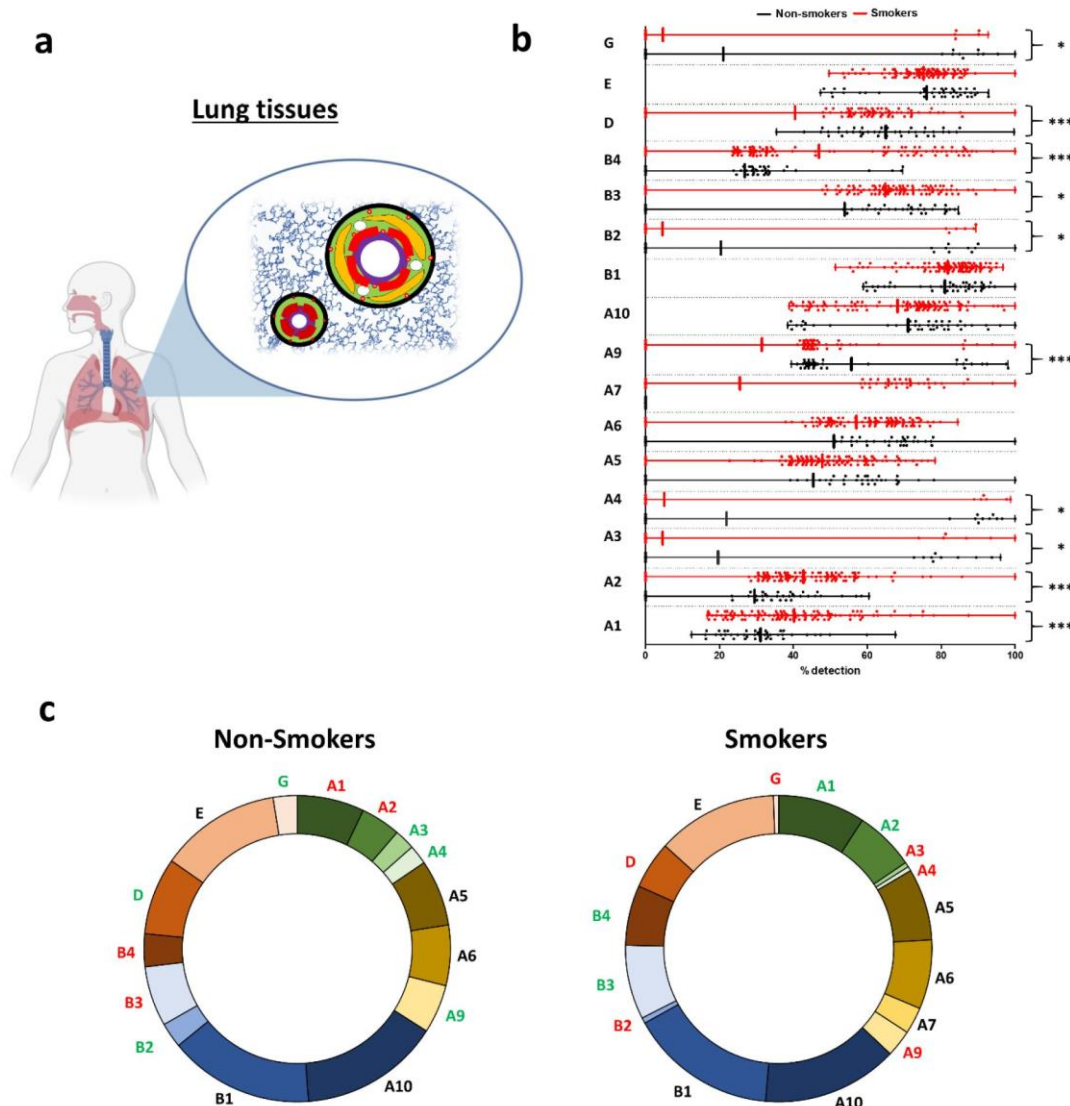 a
Lung tissues
b
Non-smokers Smokers
G *
E
D ***
B4 ***
B3 *
B2 *
B1
A10
A9 ***
A7
A6
A5
A4 *
A3 *
A2 ***
A1 ***
0 20 40 60 80 100
% detection
c
Non-Smokers
G
A1
A2
A3
A4
A5
A6
A9
A10
B1
B2
B3
B4
D
E
Smokers
G
A1
A2
A3
A4
A5
A6
A7
A9
A10
B1
B2
B3
B4
D
E